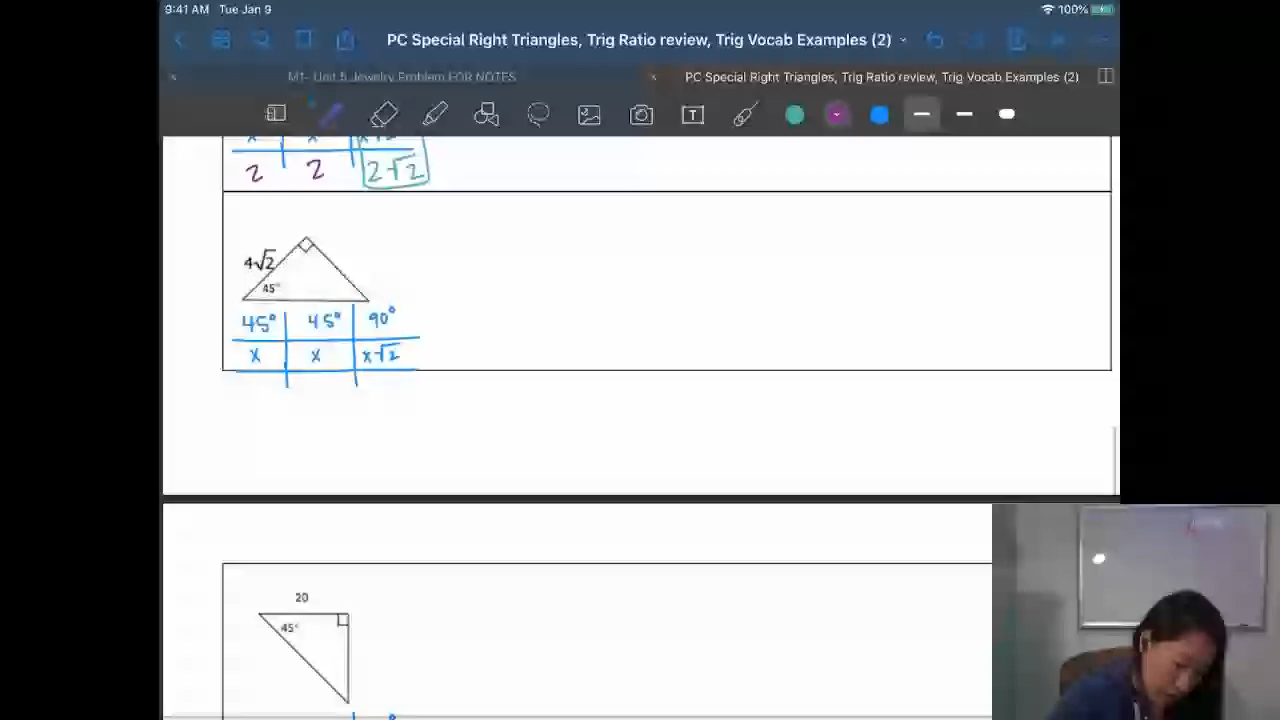 9:41 AM Tue Jan 9 100%
PC Special Right Triangles, Trig Ratio review, Trig Vocab Examples (2)
M1- Unit 5 Jewelry Problem FOR NOTES
PC Special Right Triangles, Trig Ratio review, Trig Vocab Examples (2)
T
2 2 2√2
4√2
45°
45° 45° 90°
x x x√2
20
45°